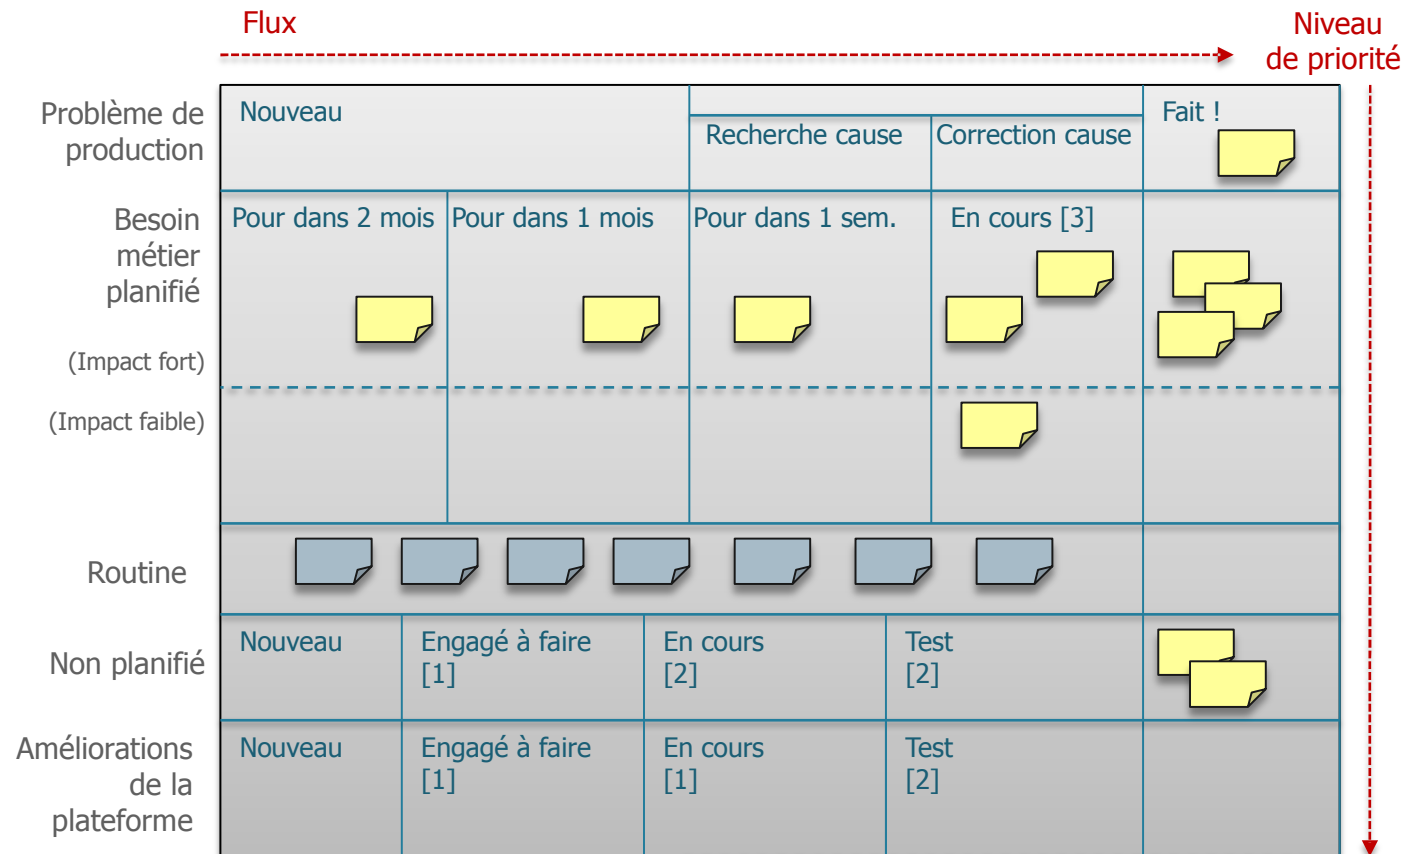 Flux
Niveau
de priorité
Problème de
production
Nouveau
Recherche cause
Correction cause
Fait !
Besoin
métier
planifié
(Impact fort)
(Impact faible)
Pour dans 2 mois
Pour dans 1 mois
Pour dans 1 sem.
En cours [3]
Routine
Non planifié
Nouveau
Engagé à faire
[1]
En cours
[2]
Test
[2]
Améliorations
de la
plateforme
Nouveau
Engagé à faire
[1]
En cours
[1]
Test
[2]